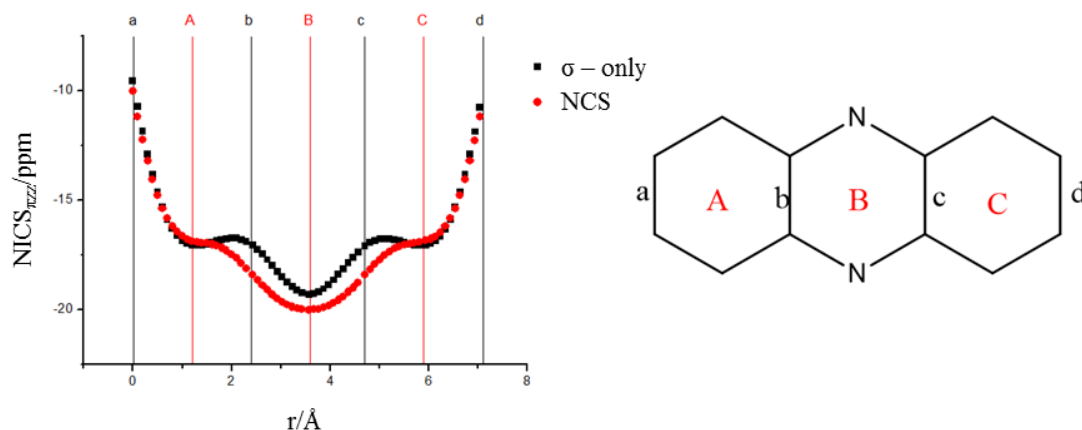 a A b B c C d
-10
-15
-20
0 2 4 6 8
NICSπzz/ppm
r/Å
σ – only
NCS
N
a A b B c C d
N